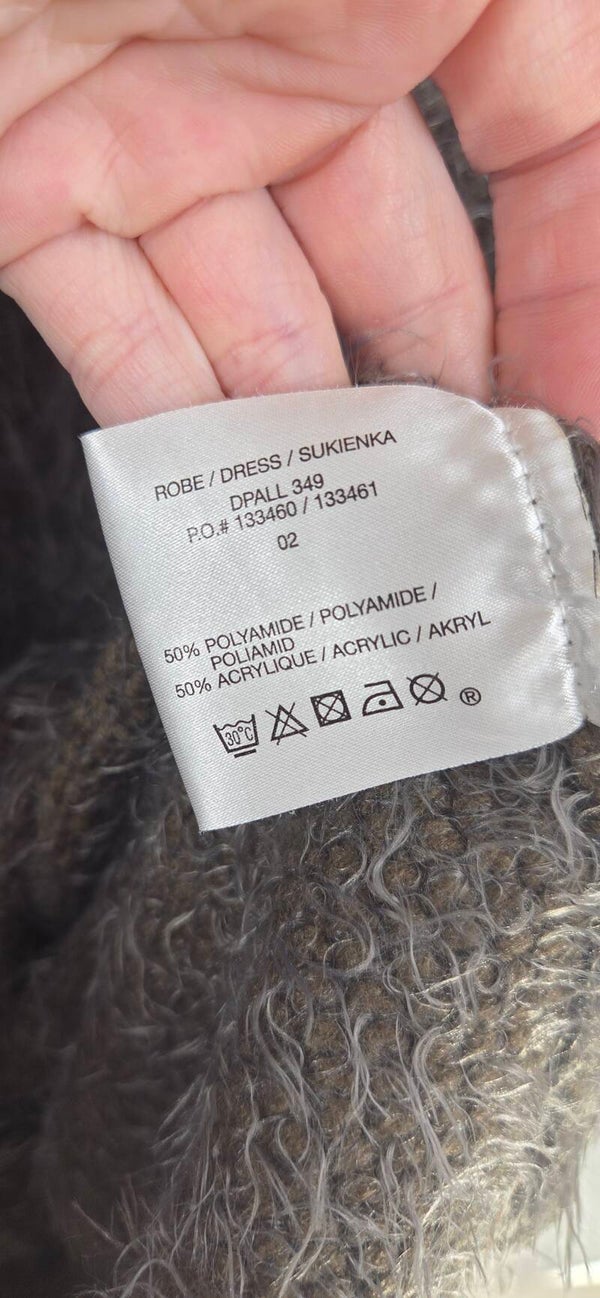 ROBE / DRESS / SUKIENKA
DPALL 349
P.O.# 133460 / 133461
02
50% POLYAMIDE / POLYAMIDE /
POLIAMID
50% ACRYLIQUE / ACRYLIC / AKRYL
30°C ®